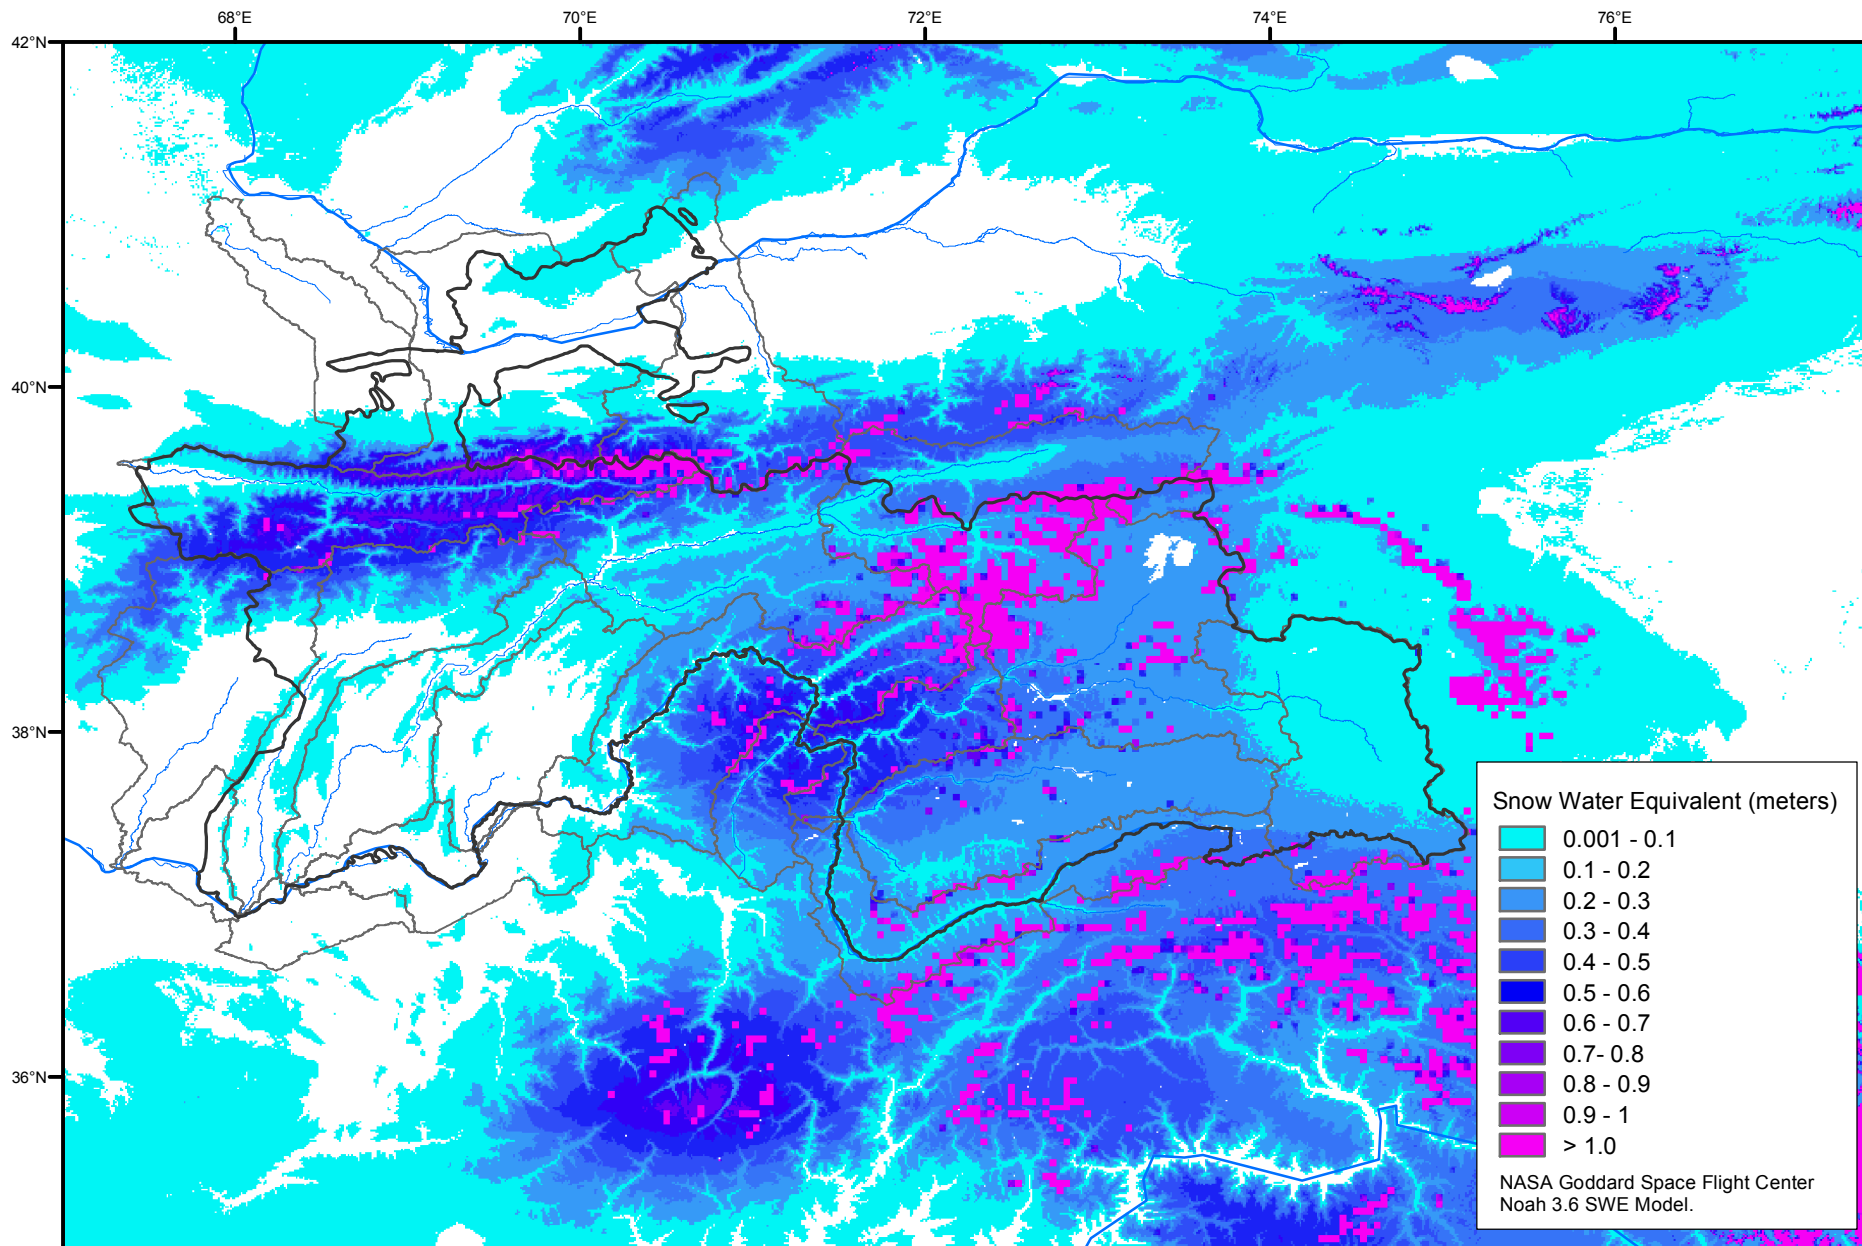 68°E 70°E 72°E 74°E 76°E
42°N
40°N
38°N
36°N
Snow Water Equivalent (meters)
0.001 - 0.1
0.1 - 0.2
0.2 - 0.3
0.3 - 0.4
0.4 - 0.5
0.5 - 0.6
0.6 - 0.7
0.7- 0.8
0.8 - 0.9
0.9 - 1
> 1.0
NASA Goddard Space Flight Center
Noah 3.6 SWE Model.